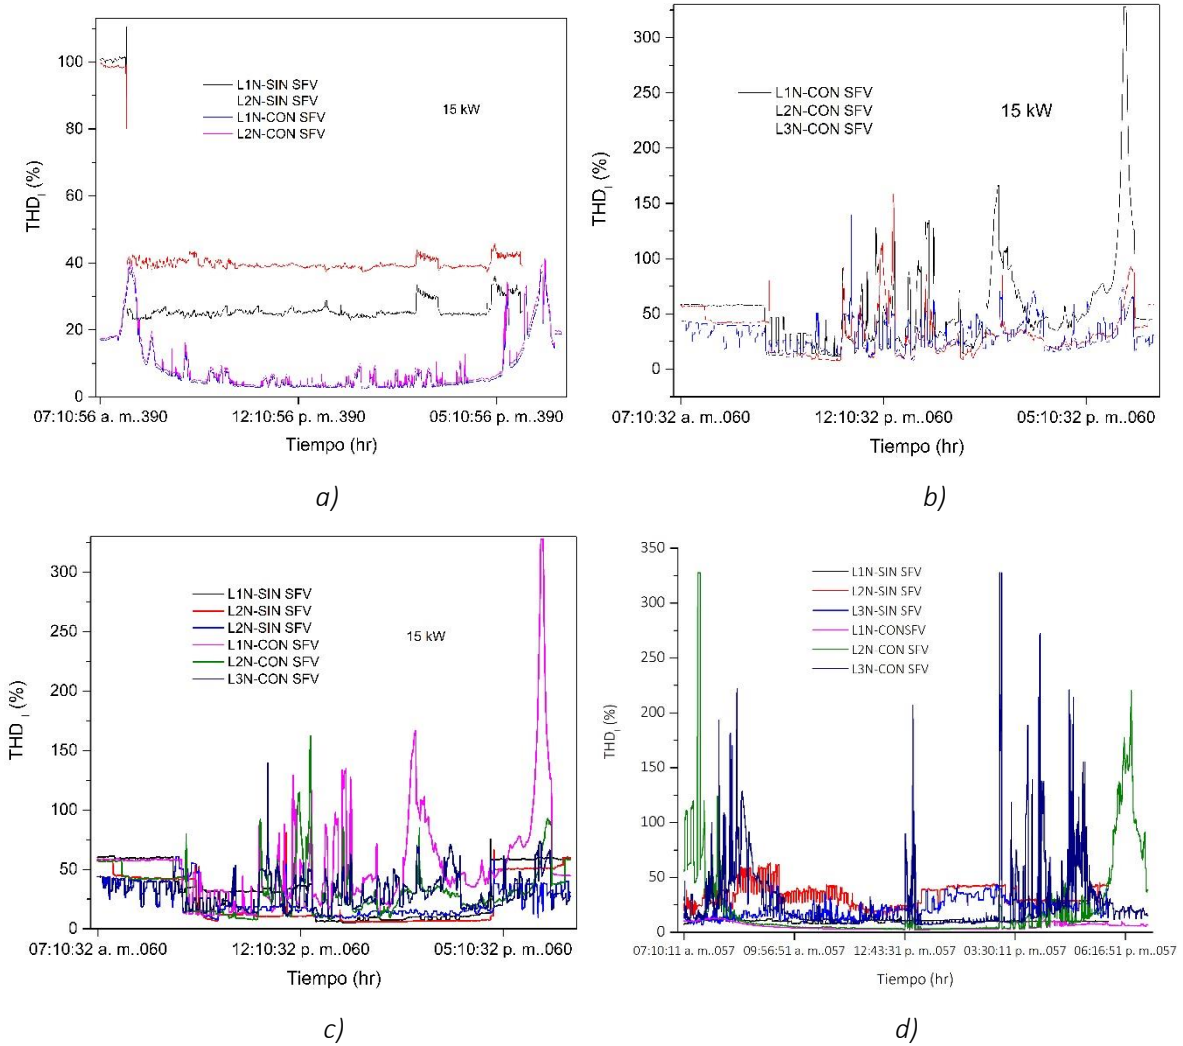 100
80
60
40
20
0
THD_I (%)
L1N-SIN SFV
L2N-SIN SFV
L1N-CON SFV
L2N-CON SFV
15 kW
07:10:56 a. m..390
12:10:56 p. m..390
05:10:56 p. m..390
Tiempo (hr)
a)
300
250
200
150
100
50
0
THD_I (%)
L1N-CON SFV
L2N-CON SFV
L3N-CON SFV
15 kW
07:10:32 a. m..060
12:10:32 p. m..060
05:10:32 p. m..060
Tiempo (hr)
b)
300
250
200
150
100
50
0
THD_I (%)
L1N-SIN SFV
L2N-SIN SFV
L2N-SIN SFV
L1N-CON SFV
L2N-CON SFV
L3N-CON SFV
15 kW
07:10:32 a. m..060
12:10:32 p. m..060
05:10:32 p. m..060
Tiempo (hr)
c)
350
300
250
200
150
100
50
0
THD_I (%)
L1N-SIN SFV
L2N-SIN SFV
L3N-SIN SFV
L1N-CONSFV
L2N-CON SFV
L3N-CON SFV
07:10:11 a. m..057
09:56:51 a. m..057
12:43:31 p. m..057
03:30:11 p. m..057
06:16:51 p. m..057
Tiempo (hr)
d)